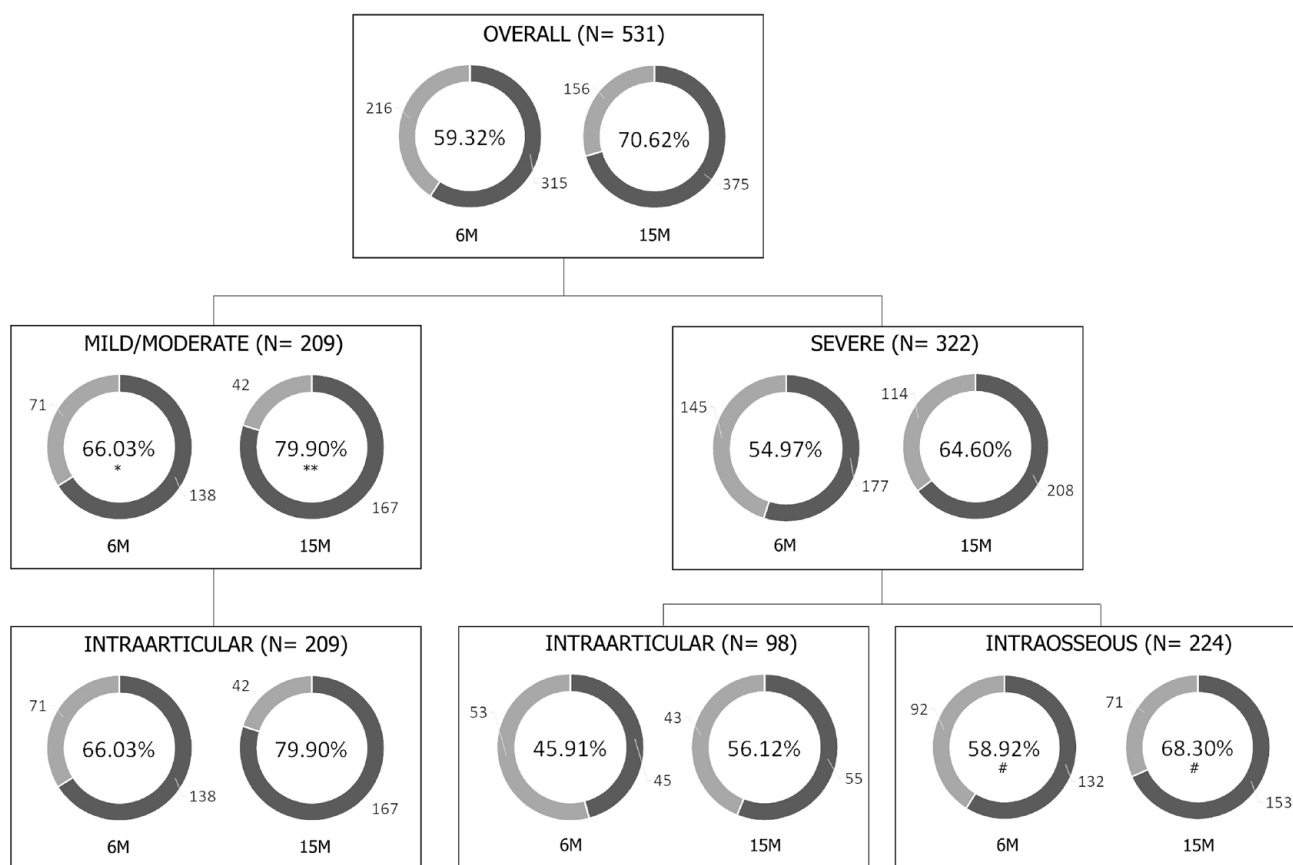 OVERALL (N= 531)
216
59.32%
315
6M
156
70.62%
375
15M
MILD/MODERATE (N= 209)
71
66.03%
*
138
6M
42
79.90%
**
167
15M
SEVERE (N= 322)
145
54.97%
177
6M
114
64.60%
208
15M
INTRAARTICULAR (N= 209)
71
66.03%
138
6M
42
79.90%
167
15M
INTRAARTICULAR (N= 98)
53
45.91%
45
6M
43
56.12%
55
15M
INTRAOSSEOUS (N= 224)
92
58.92%
#
132
6M
71
68.30%
#
153
15M